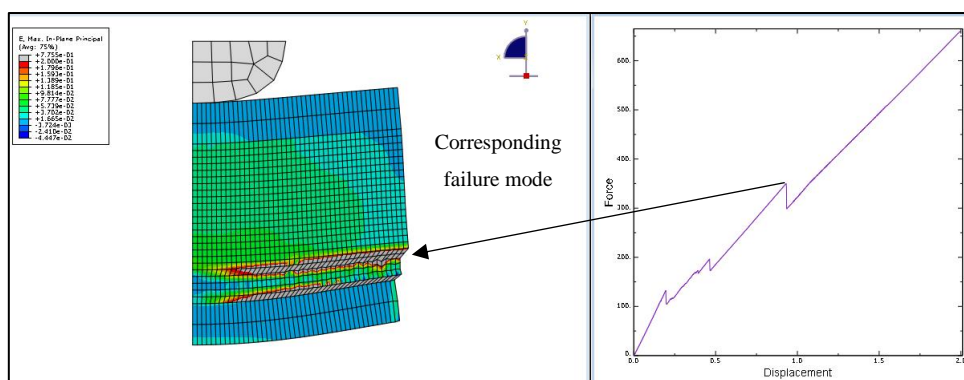 E, Max. In-Plane Principal
(Avg: 75%)
+7.755e-01
+2.000e-01
+1.796e-01
+1.593e-01
+1.389e-01
+1.185e-01
+9.814e-02
+7.777e-02
+5.739e-02
+3.702e-02
+1.665e-02
-3.724e-03
-2.410e-02
-4.447e-02
Y
X
Corresponding
failure mode
600.
500.
400.
300.
200.
100.
0.
Force
0.0 0.5 1.0 1.5 2.0
Displacement